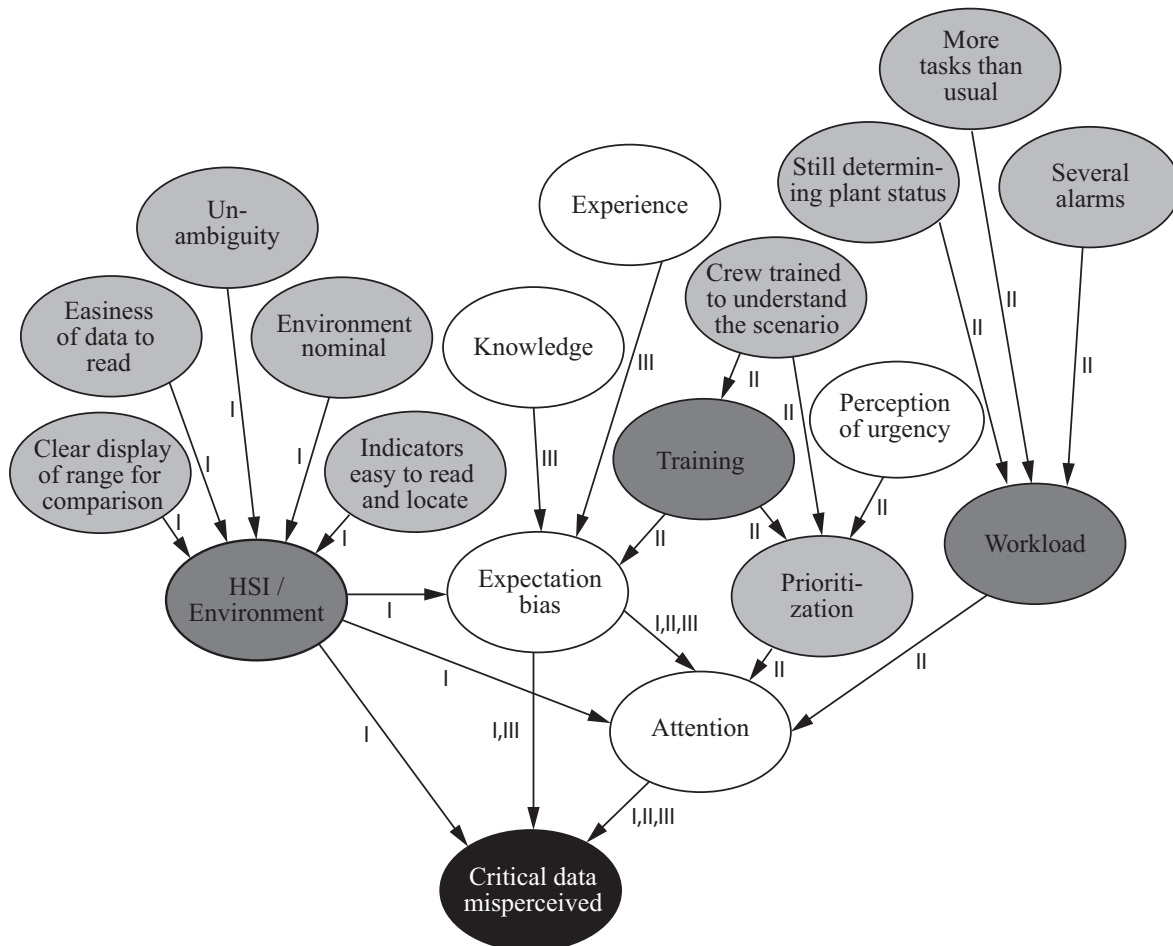 More
tasks than
usual
Still determin-
ing plant status
Several
alarms
Un-
ambiguity
Experience
Crew trained
to understand
the scenario
Easiness
of data to
read
Environment
nominal
Knowledge
Perception
of urgency
Clear display
of range for
comparison
Indicators
easy to read
and locate
Training
Workload
HSI /
Environment
Expectation
bias
Prioriti-
zation
Attention
Critical data
misperceived
I
I
I
I
I
III
III
II
II
II
II
II
II
II
II
I
I
I
I,II,III
II
II
I,III
I,II,III